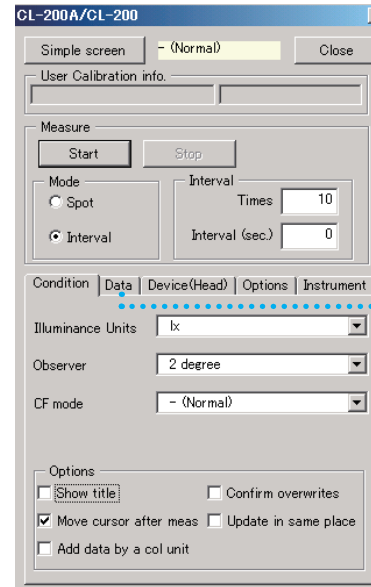 CL-200A/CL-200
Simple screen - (Normal) Close
User Calibration info.
Measure
Start Stop
Mode
Spot
Interval
Interval
Times 10
Interval (sec.) 0
Condition Data Device(Head) Options Instrument
Illuminance Units lx
Observer 2 degree
CF mode - (Normal)
Options
Show title Confirm overwrites
Move cursor after meas Update in same place
Add data by a col unit